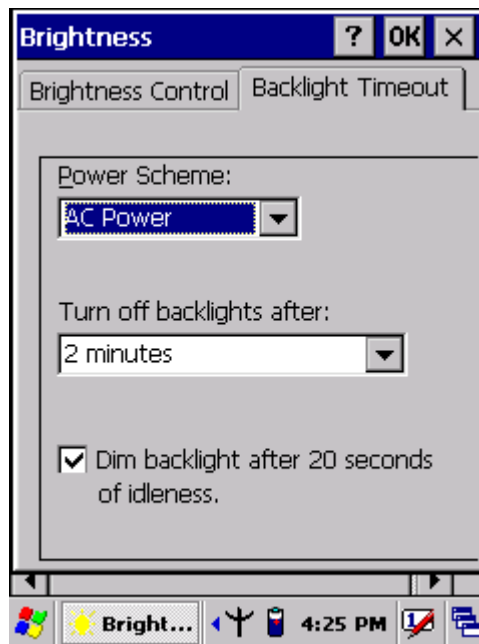 Brightness ? OK ×
Brightness Control Backlight Timeout
Power Scheme:
AC Power
Turn off backlights after:
2 minutes
Dim backlight after 20 seconds
of idleness.
Bright... 4:25 PM 1